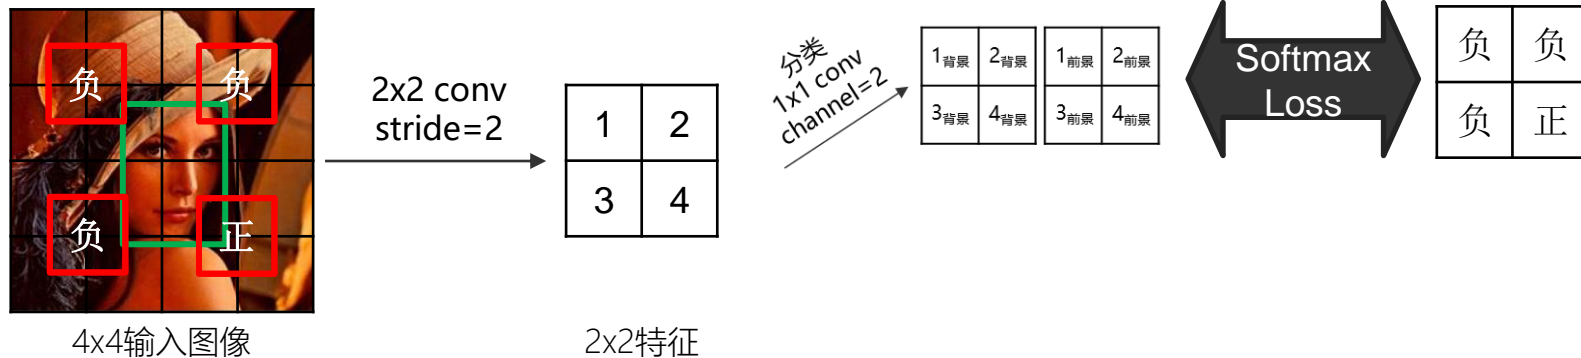 负 负
负 正
4x4输入图像
2x2 conv
stride=2
1 2
3 4
2x2特征
分类
1x1 conv
channel=2
1背景 2背景 1前景 2前景
3背景 4背景 3前景 4前景
Softmax
Loss
负 负
负 正